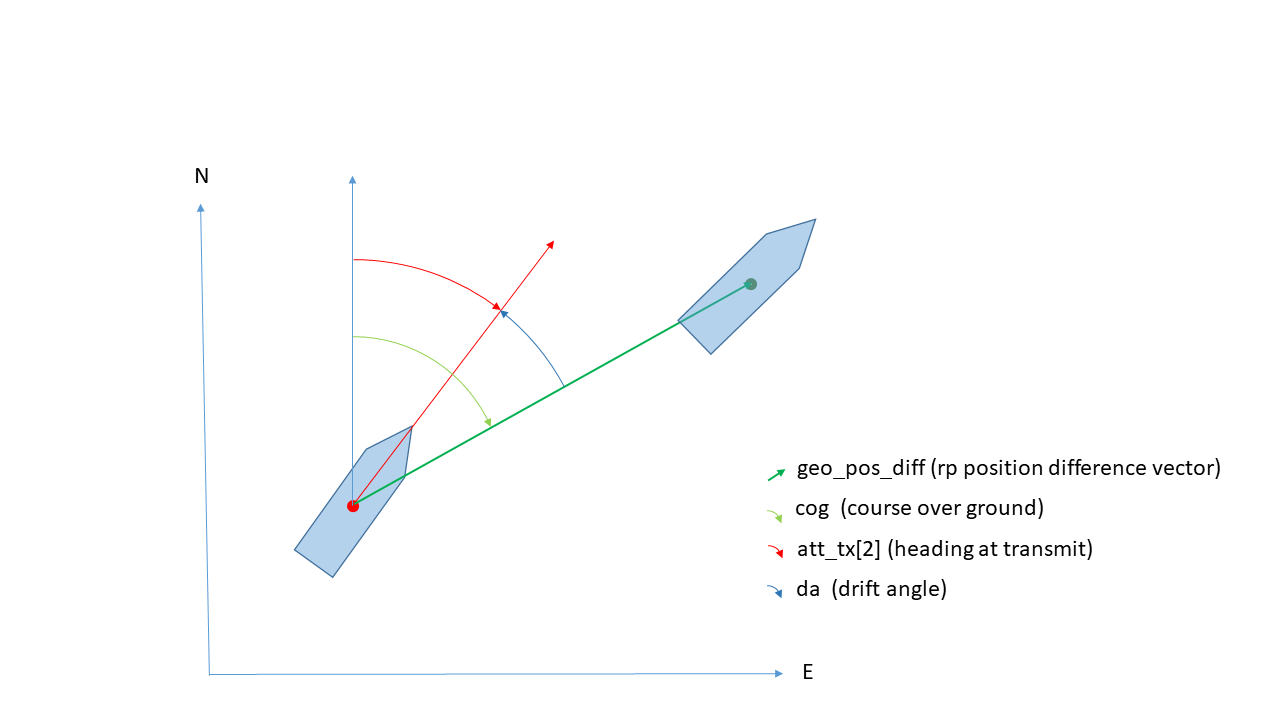 N
geo_pos_diff (rp position difference vector)
cog (course over ground)
att_tx[2] (heading at transmit)
da (drift angle)
E